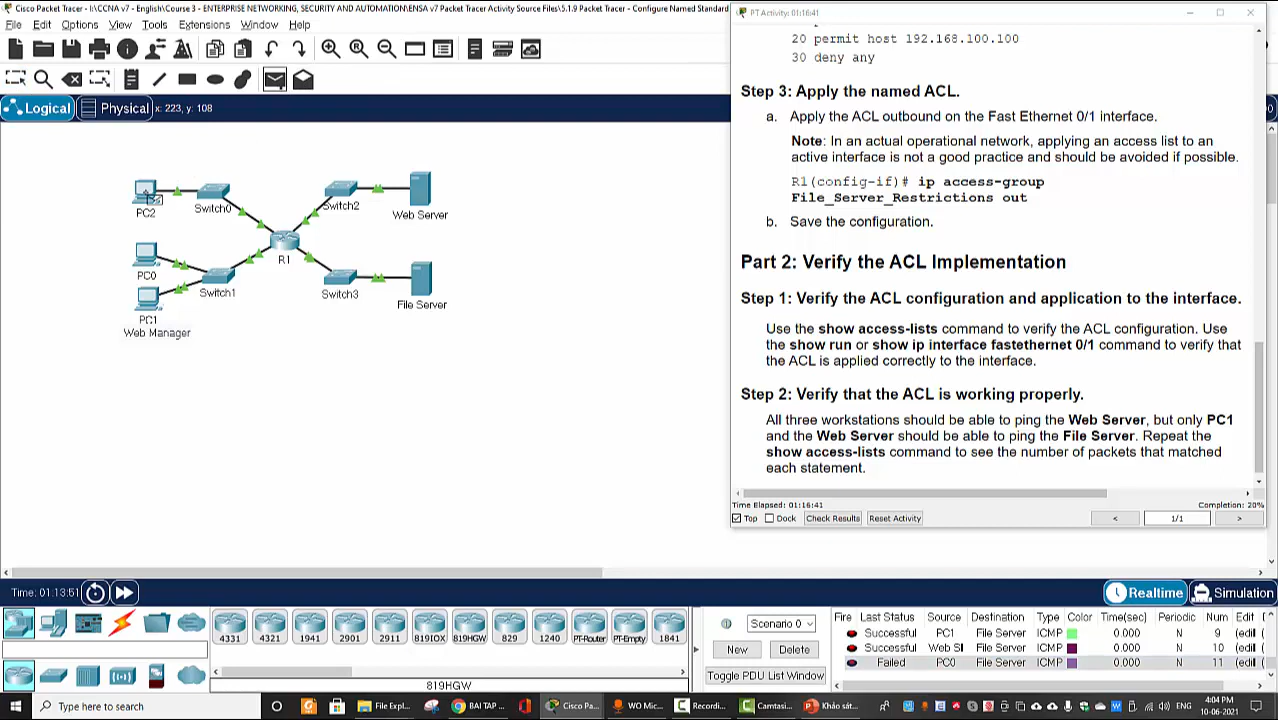 Cisco Packet Tracer - I:\CCNA v7 - English\Course 3 - ENTERPRISE NETWORKING, SECURITY AND AUTOMATION\ENSA v7 Packet Tracer Activity Source Files\5.1.9 Packet Tracer - Configure Named Standard
File Edit Options View Tools Extensions Window Help
Logical Physical x: 223, y: 108
PC2
Switch0
Switch2
Web Server
R1
PC0
Switch1
Switch3
File Server
PC1
Web Manager
PT Activity: 01:16:41
20 permit host 192.168.100.100
30 deny any
Step 3: Apply the named ACL.
a. Apply the ACL outbound on the Fast Ethernet 0/1 interface.
Note: In an actual operational network, applying an access list to an
active interface is not a good practice and should be avoided if possible.
R1(config-if)# ip access-group
File_Server_Restrictions out
b. Save the configuration.
Part 2: Verify the ACL Implementation
Step 1: Verify the ACL configuration and application to the interface.
Use the show access-lists command to verify the ACL configuration. Use
the show run or show ip interface fastethernet 0/1 command to verify that
the ACL is applied correctly to the interface.
Step 2: Verify that the ACL is working properly.
All three workstations should be able to ping the Web Server, but only PC1
and the Web Server should be able to ping the File Server. Repeat the
show access-lists command to see the number of packets that matched
each statement.
Time Elapsed: 01:16:41 Completion: 20%
Top Dock Check Results Reset Activity < 1/1 >
Time: 01:13:51 Realtime Simulation
4331 4321 1941 2901 2911 819IOX 819HGW 829 1240 PT-Router PT-Empty 1841
819HGW
Scenario 0
New Delete
Toggle PDU List Window
Fire Last Status Source Destination Type Color Time(sec) Periodic Num Edit
Successful PC1 File Server ICMP 0.000 N 9 (edit
Successful Web S File Server ICMP 0.000 N 10 (edit
Failed PC0 File Server ICMP 0.000 N 11 (edit
Type here to search
File Expl... BAI TAP ... Cisco Pa... WO Mic... Recordi... Camtasi... Khảo sát...
ENG
4:04 PM
10-06-2021